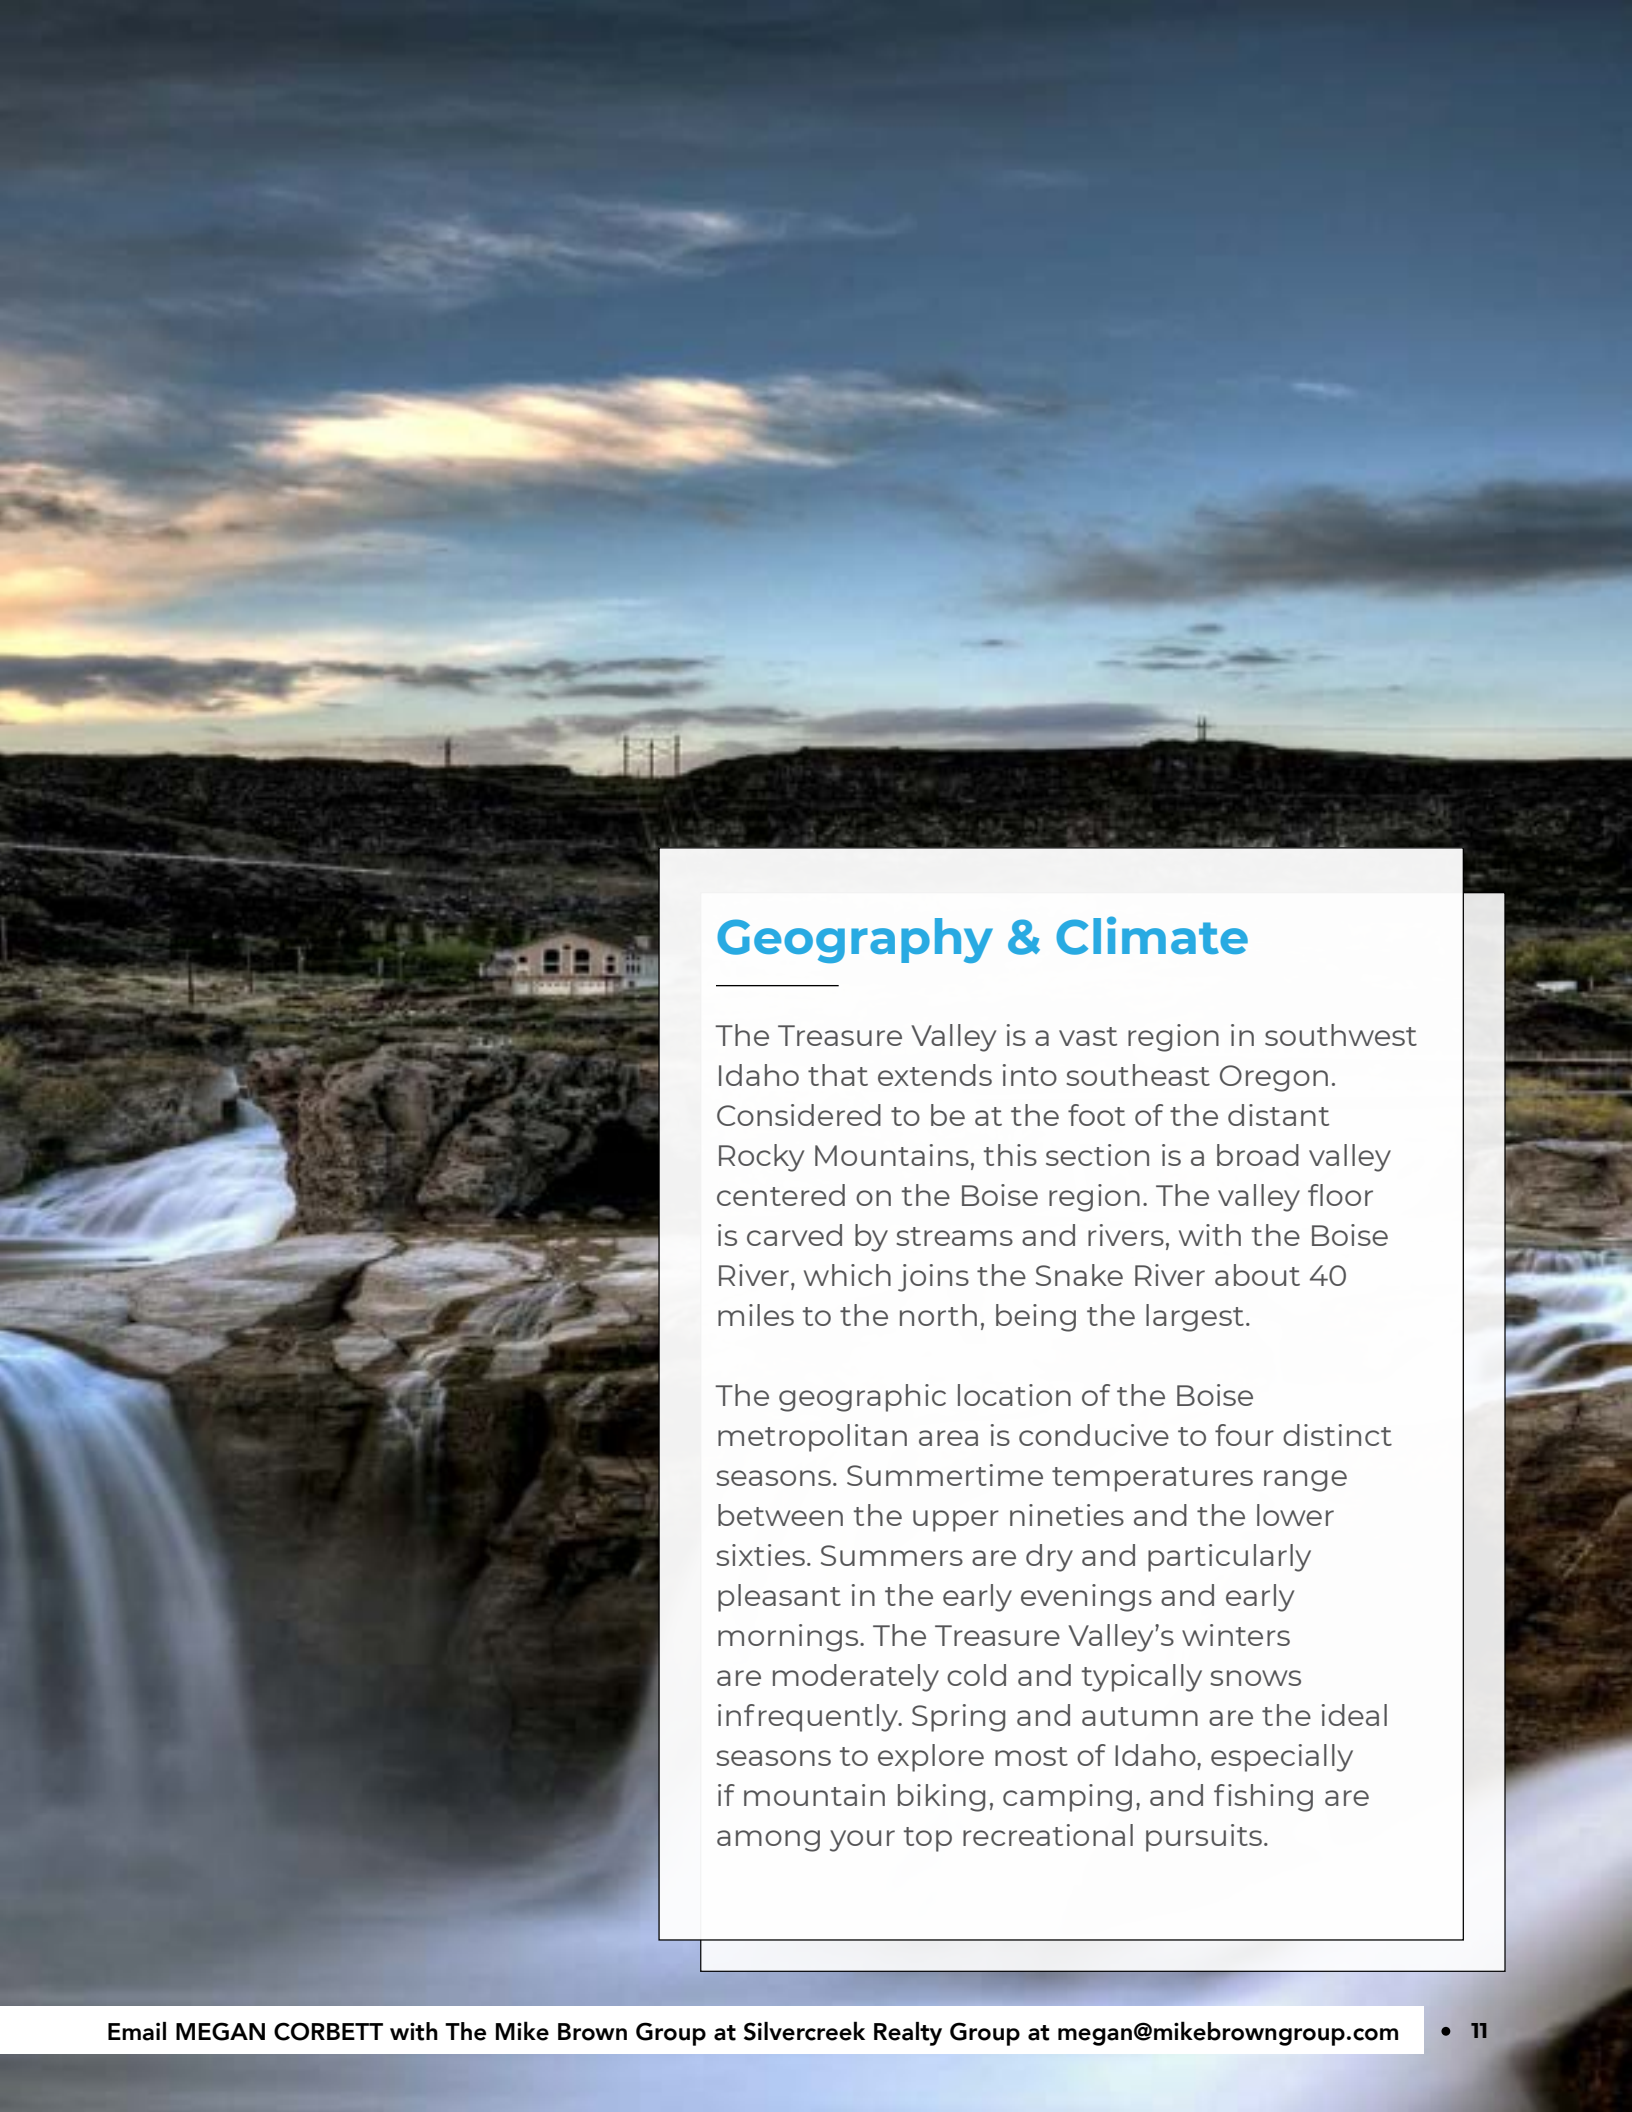 Geography & Climate
The Treasure Valley is a vast region in southwest
Idaho that extends into southeast Oregon.
Considered to be at the foot of the distant
Rocky Mountains, this section is a broad valley
centered on the Boise region. The valley floor
is carved by streams and rivers, with the Boise
River, which joins the Snake River about 40
miles to the north, being the largest.
The geographic location of the Boise
metropolitan area is conducive to four distinct
seasons. Summertime temperatures range
between the upper nineties and the lower
sixties. Summers are dry and particularly
pleasant in the early evenings and early
mornings. The Treasure Valley’s winters
are moderately cold and typically snows
infrequently. Spring and autumn are the ideal
seasons to explore most of Idaho, especially
if mountain biking, camping, and fishing are
among your top recreational pursuits.
Email MEGAN CORBETT with The Mike Brown Group at Silvercreek Realty Group at megan@mikebrowngroup.com • 11